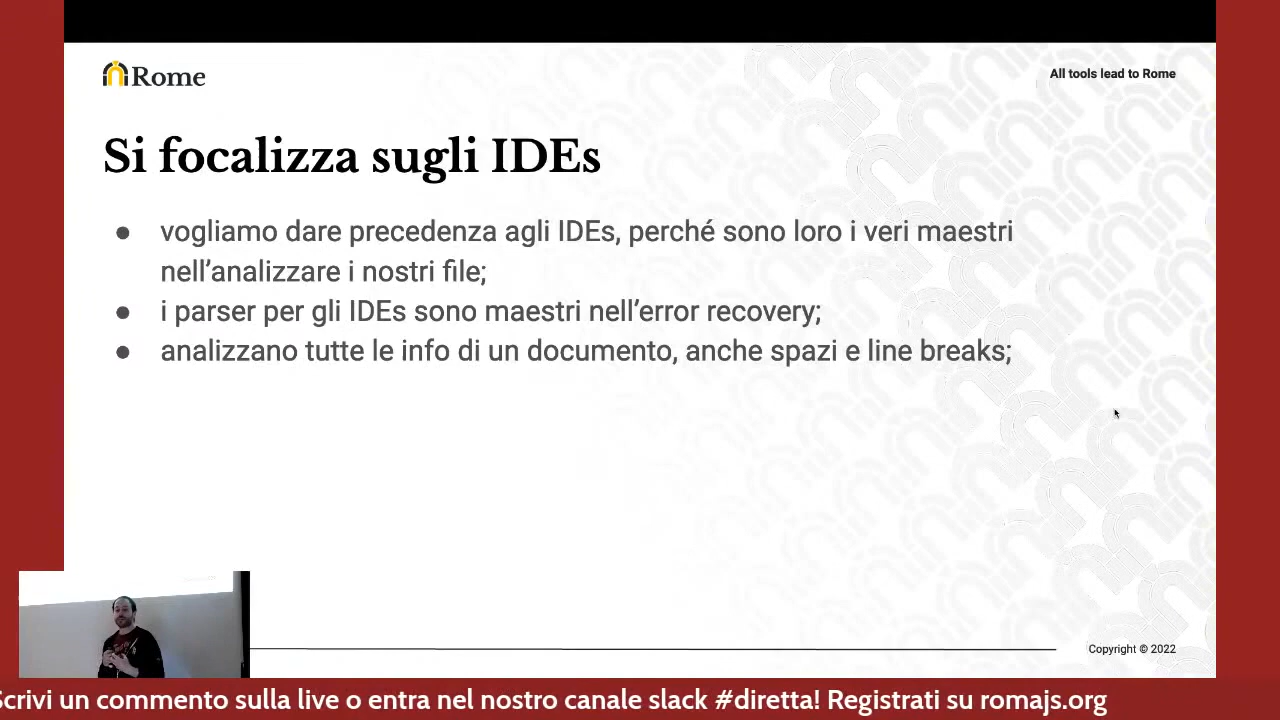 Rome
All tools lead to Rome
Si focalizza sugli IDEs
● vogliamo dare precedenza agli IDEs, perché sono loro i veri maestri
nell’analizzare i nostri file;
● i parser per gli IDEs sono maestri nell’error recovery;
● analizzano tutte le info di un documento, anche spazi e line breaks;
Copyright © 2022
Scrivi un commento sulla live o entra nel nostro canale slack #diretta! Registrati su romajs.org